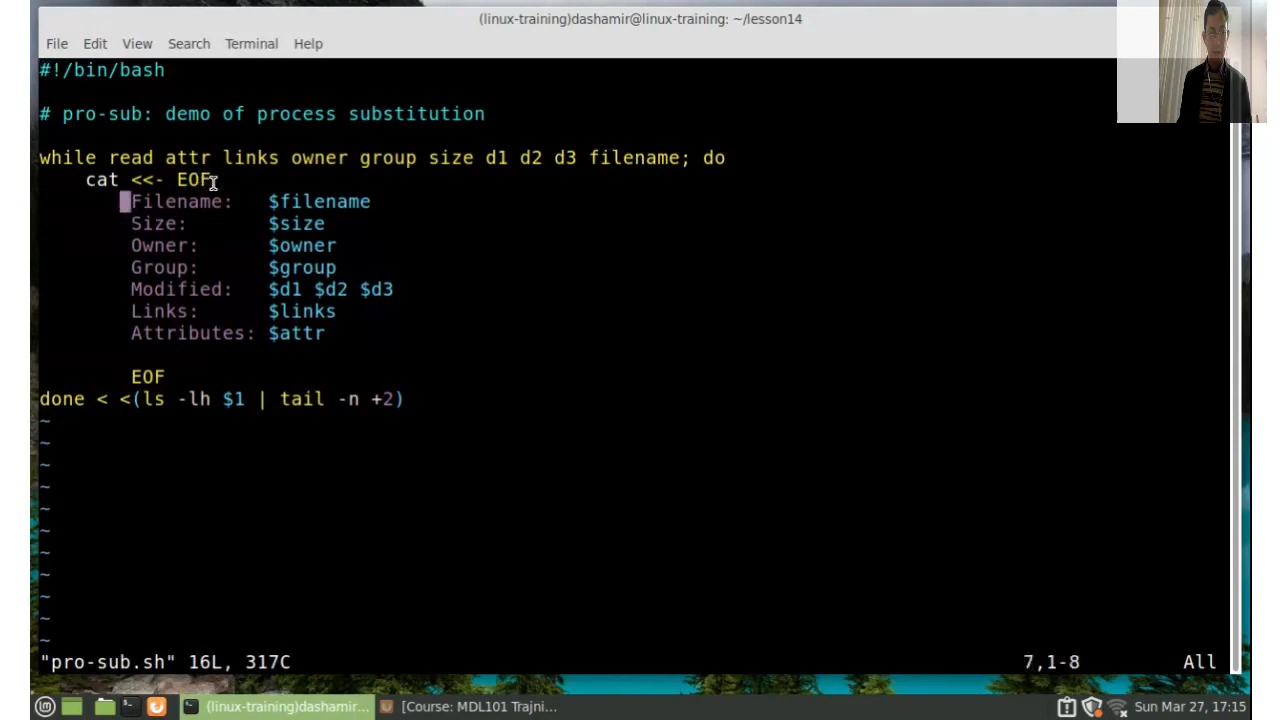 (linux-training)dashamir@linux-training: ~/lesson14
File Edit View Search Terminal Help
#!/bin/bash
# pro-sub: demo of process substitution
while read attr links owner group size d1 d2 d3 filename; do
cat <<- EOF
Filename: $filename
Size: $size
Owner: $owner
Group: $group
Modified: $d1 $d2 $d3
Links: $links
Attributes: $attr
EOF
done < <(ls -lh $1 | tail -n +2)
~
~
~
~
~
~
~
~
~
~
~
"pro-sub.sh" 16L, 317C 7,1-8 All
(linux-training)dashamir... [Course: MDL101 Trajni... Sun Mar 27, 17:15